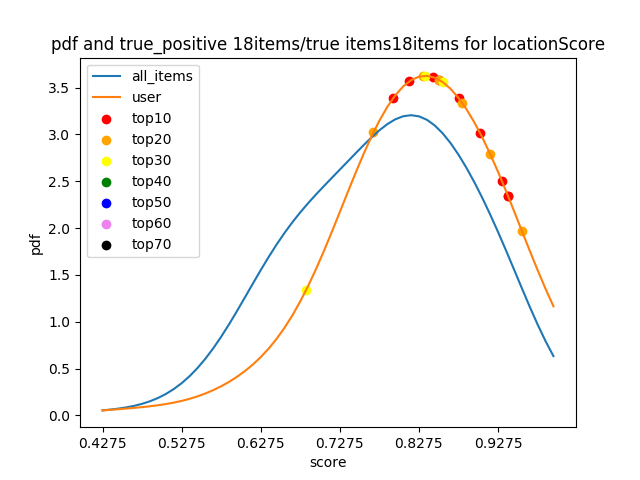 pdf and true_positive 18items/true items18items for locationScore
all_items
user
top10
top20
top30
top40
top50
top60
top70
pdf
3.5
3.0
2.5
2.0
1.5
1.0
0.5
0.0
0.4275 0.5275 0.6275 0.7275 0.8275 0.9275
score